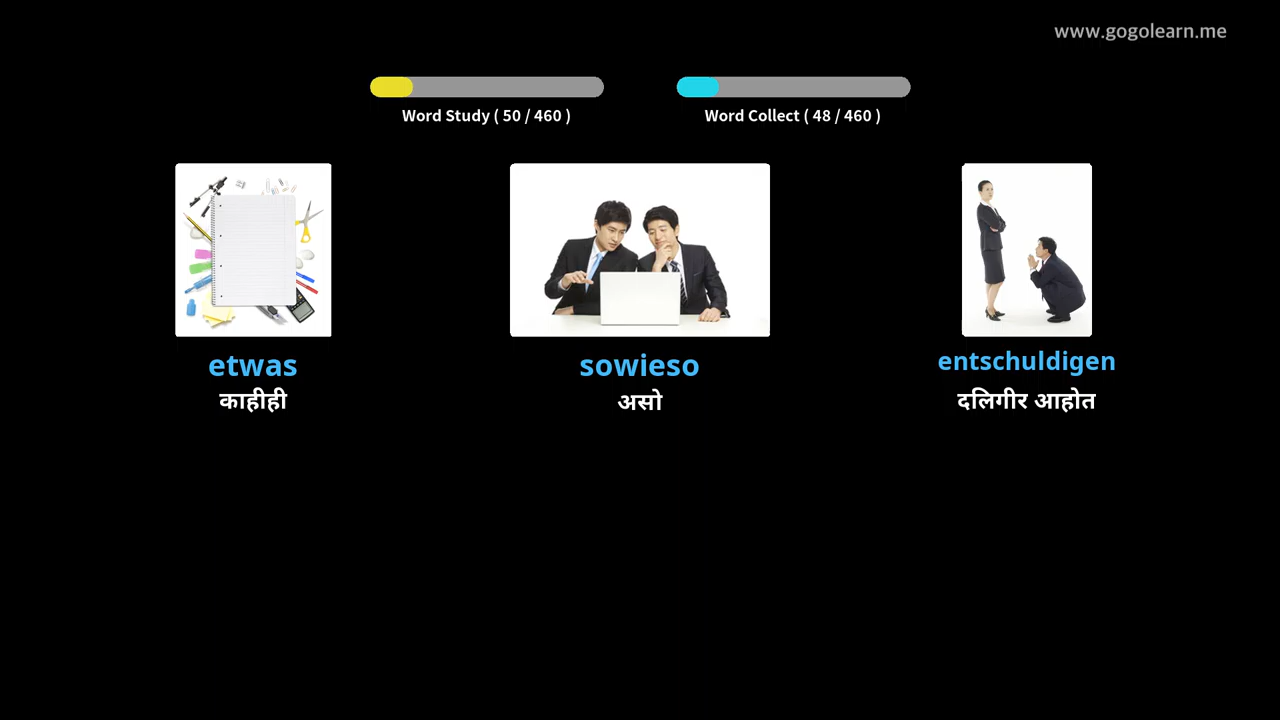 www.gogolearn.me
Word Study ( 50 / 460 )
Word Collect ( 48 / 460 )
etwas
sowieso
entschuldigen
काहीही
असो
दलिगीर आहोत